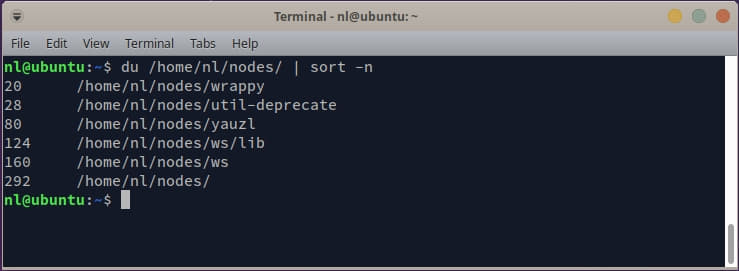 Terminal - nl@ubuntu: ~
File Edit View Terminal Tabs Help
nl@ubuntu:~$ du /home/nl/nodes/ | sort -n
20 /home/nl/nodes/wrappy
28 /home/nl/nodes/util-deprecate
80 /home/nl/nodes/yauzl
124 /home/nl/nodes/ws/lib
160 /home/nl/nodes/ws
292 /home/nl/nodes/
nl@ubuntu:~$